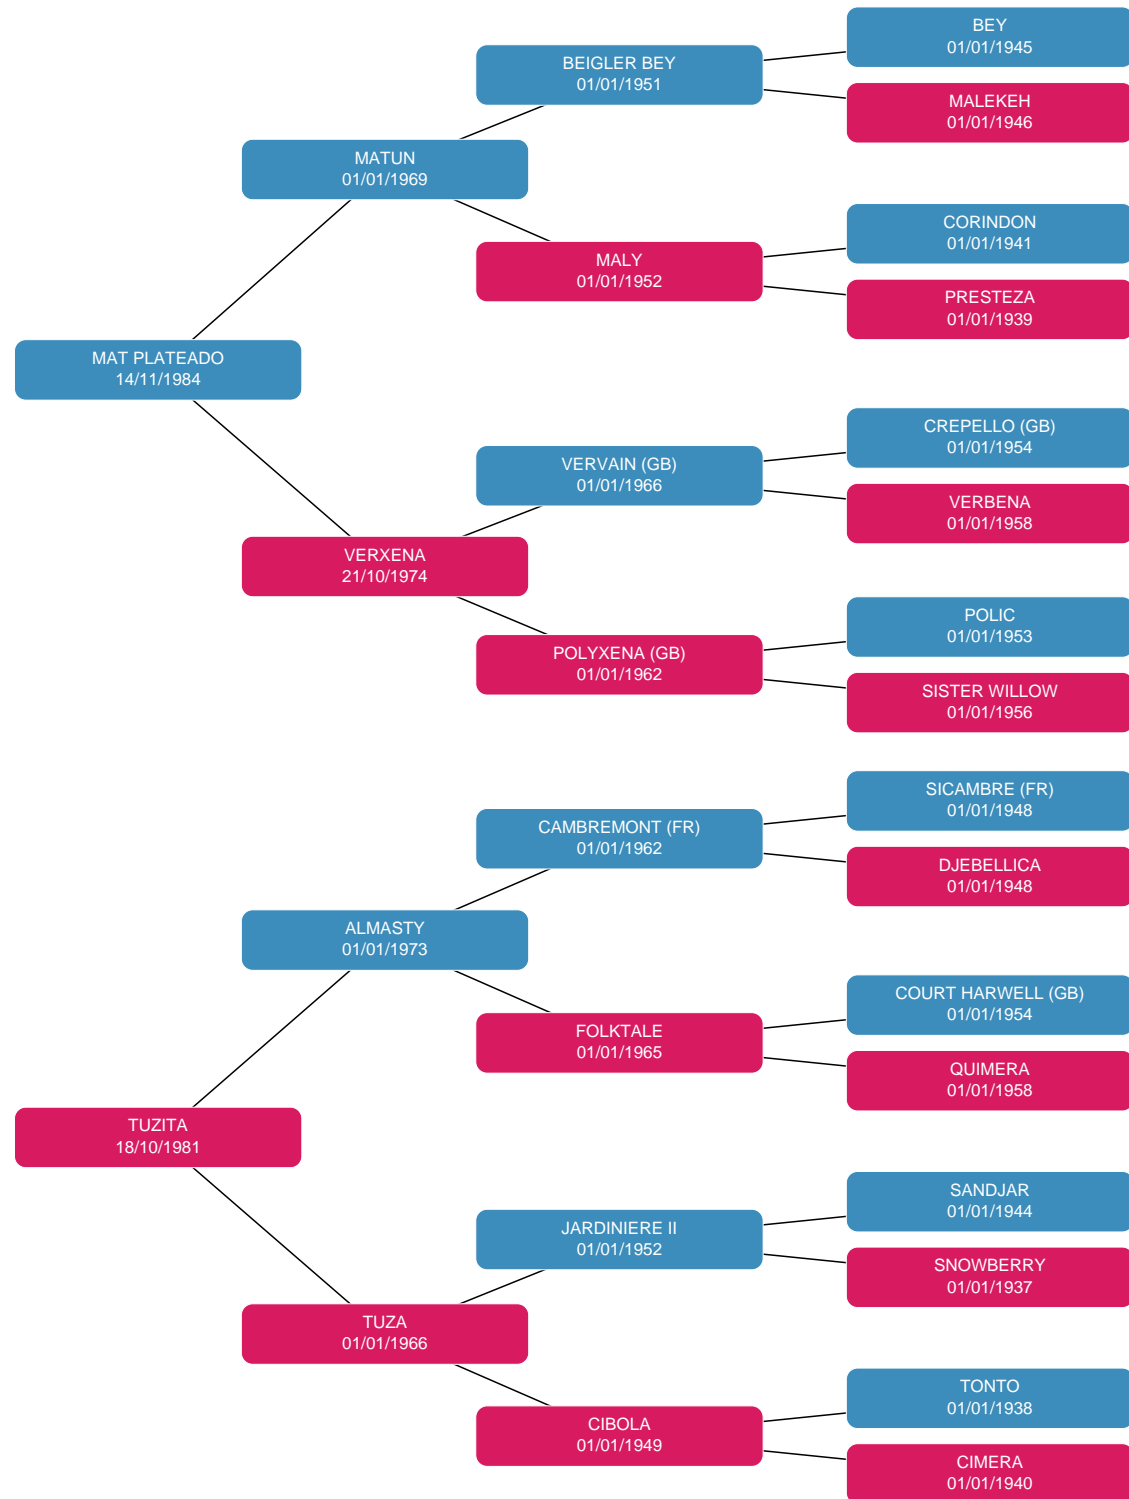 BEY
01/01/1945
BEIGLER BEY
01/01/1951
MALEKEH
01/01/1946
MATUN
01/01/1969
CORINDON
01/01/1941
MALY
01/01/1952
PRESTEZA
01/01/1939
MAT PLATEADO
14/11/1984
CREPELLO (GB)
01/01/1954
VERVAIN (GB)
01/01/1966
VERBENA
01/01/1958
VERXENA
21/10/1974
POLIC
01/01/1953
POLYXENA (GB)
01/01/1962
SISTER WILLOW
01/01/1956
SICAMBRE (FR)
01/01/1948
CAMBREMONT (FR)
01/01/1962
DJEBELLICA
01/01/1948
ALMASTY
01/01/1973
COURT HARWELL (GB)
01/01/1954
FOLKTALE
01/01/1965
QUIMERA
01/01/1958
TUZITA
18/10/1981
SANDJAR
01/01/1944
JARDINIERE II
01/01/1952
SNOWBERRY
01/01/1937
TUZA
01/01/1966
TONTO
01/01/1938
CIBOLA
01/01/1949
CIMERA
01/01/1940